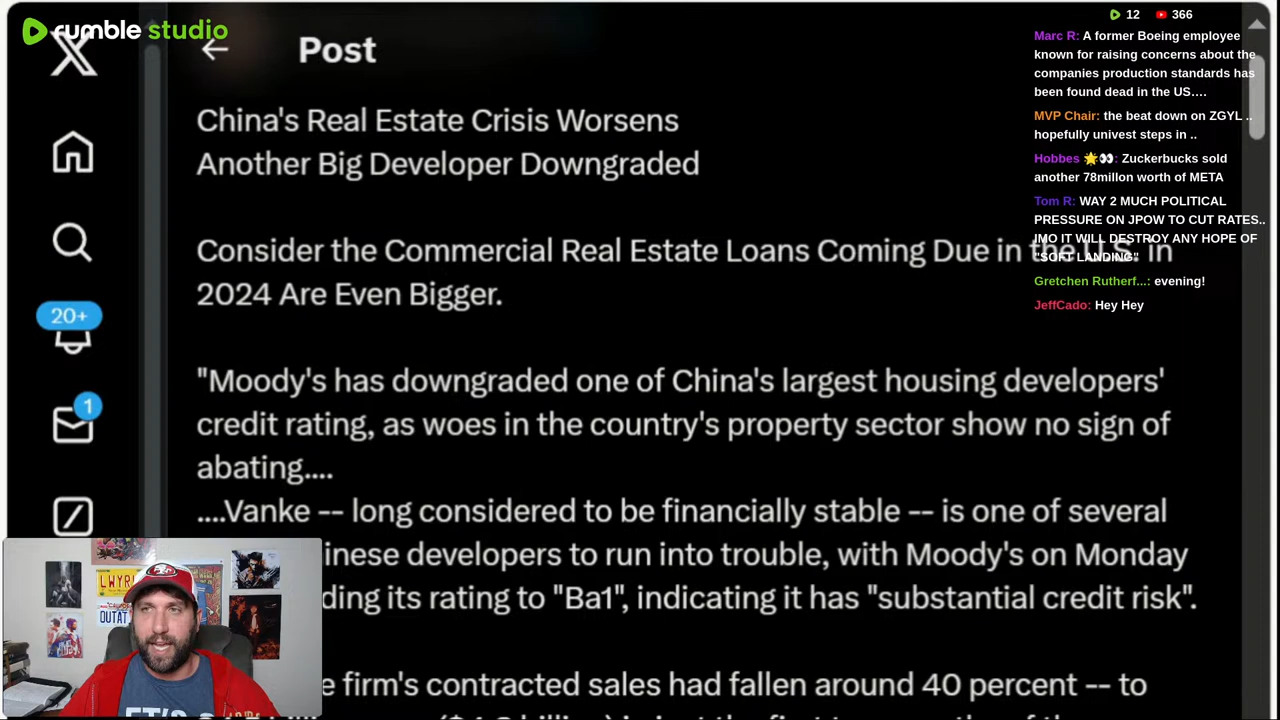 rumble studio
Post
China's Real Estate Crisis Worsens
Another Big Developer Downgraded
Consider the Commercial Real Estate Loans Coming Due in the U.S. in
2024 Are Even Bigger.
"Moody's has downgraded one of China's largest housing developers'
credit rating, as woes in the country's property sector show no sign of
abating....
....Vanke -- long considered to be financially stable -- is one of several
inese developers to run into trouble, with Moody's on Monday
ding its rating to "Ba1", indicating it has "substantial credit risk".
e firm's contracted sales had fallen around 40 percent -- to
20+
1
12 366
Marc R: A former Boeing employee
known for raising concerns about the
companies production standards has
been found dead in the US....
MVP Chair: the beat down on ZGYL ..
hopefully univest steps in ..
Hobbes 🌟👀: Zuckerbucks sold
another 78millon worth of META
Tom R: WAY 2 MUCH POLITICAL
PRESSURE ON JPOW TO CUT RATES..
IMO IT WILL DESTROY ANY HOPE OF
"SOFT LANDING"
Gretchen Rutherf...: evening!
JeffCado: Hey Hey
LWYR
OUTAT